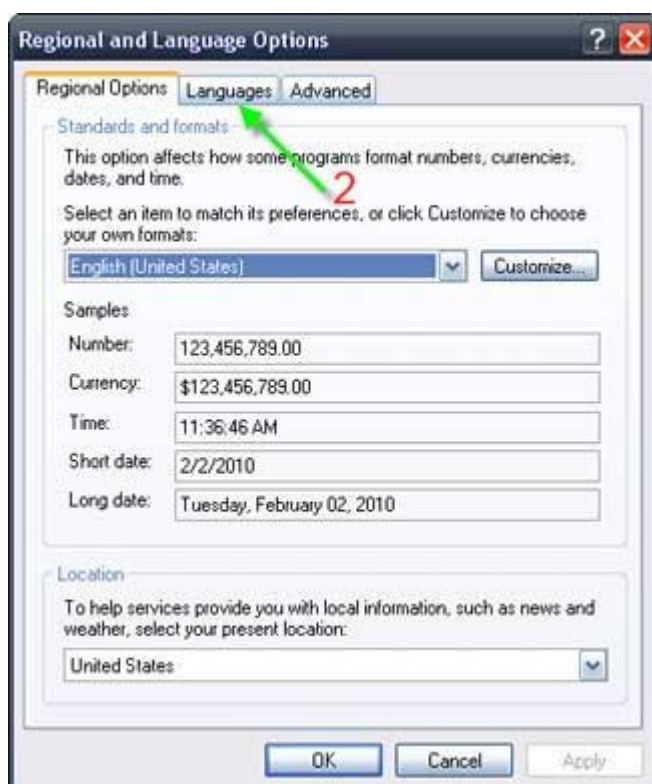 Regional and Language Options
Regional Options Languages Advanced
Standards and formats
This option affects how some programs format numbers, currencies,
dates, and time.
2
Select an item to match its preferences, or click Customize to choose
your own formats:
English (United States) Customize...
Samples
Number: 123,456,789.00
Currency: $123,456,789.00
Time: 11:36:46 AM
Short date: 2/2/2010
Long date: Tuesday, February 02, 2010
Location
To help services provide you with local information, such as news and
weather, select your present location:
United States
OK Cancel Apply